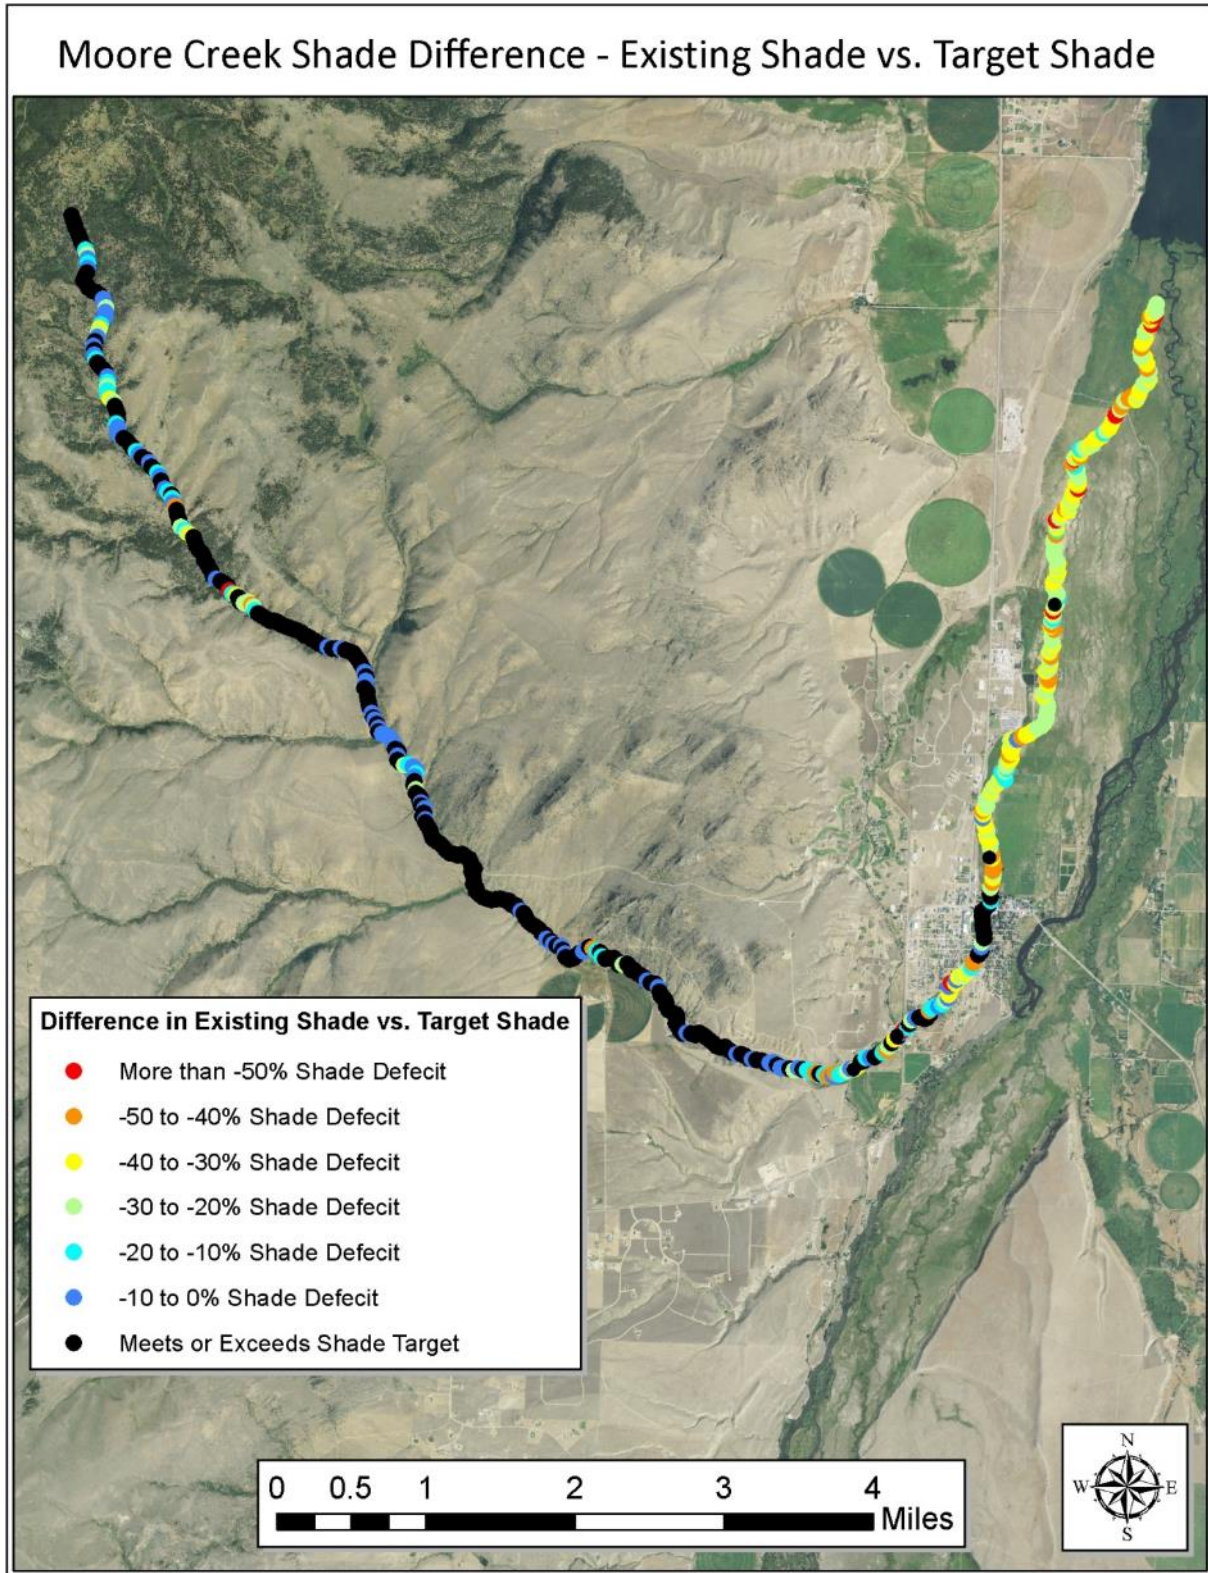 Moore Creek Shade Difference - Existing Shade vs. Target Shade
Difference in Existing Shade vs. Target Shade
More than -50% Shade Defecit
-50 to -40% Shade Defecit
-40 to -30% Shade Defecit
-30 to -20% Shade Defecit
-20 to -10% Shade Defecit
-10 to 0% Shade Defecit
Meets or Exceeds Shade Target
0 0.5 1 2 3 4
Miles
N
W E
S